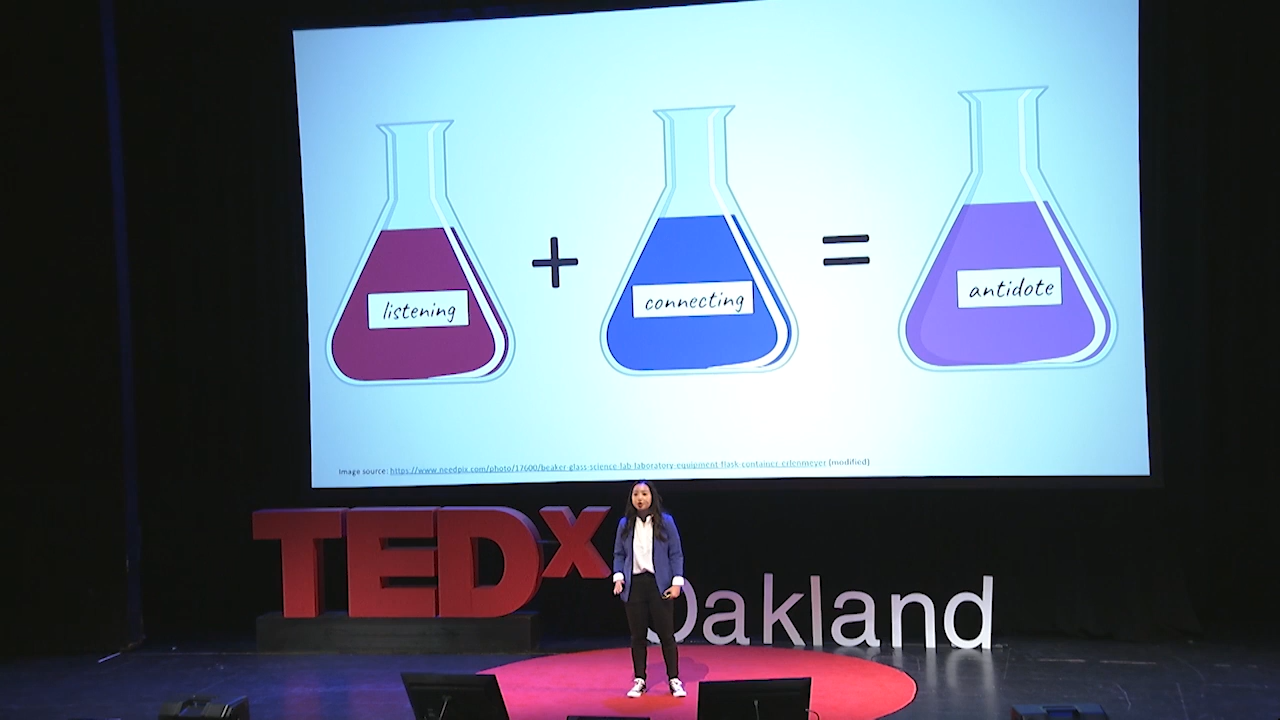 listening
+
connecting
=
antidote
Image source: https://www.needpix.com/photo/17600/beaker-glass-science-lab-laboratory-equipment-flask-container-erlenmeyer (modified)
TEDx
Oakland